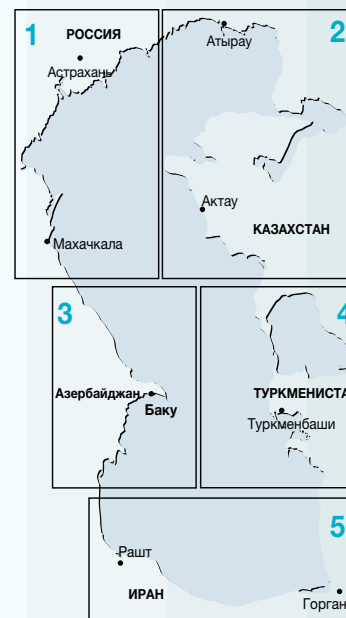 1
РОССИЯ
Астрахань
Махачкала
2
Атырау
Актау
КАЗАХСТАН
3
Азербайджан
Баку
4
ТУРКМЕНИСТА
Туркменбаши
5
Рашт
ИРАН
Горган